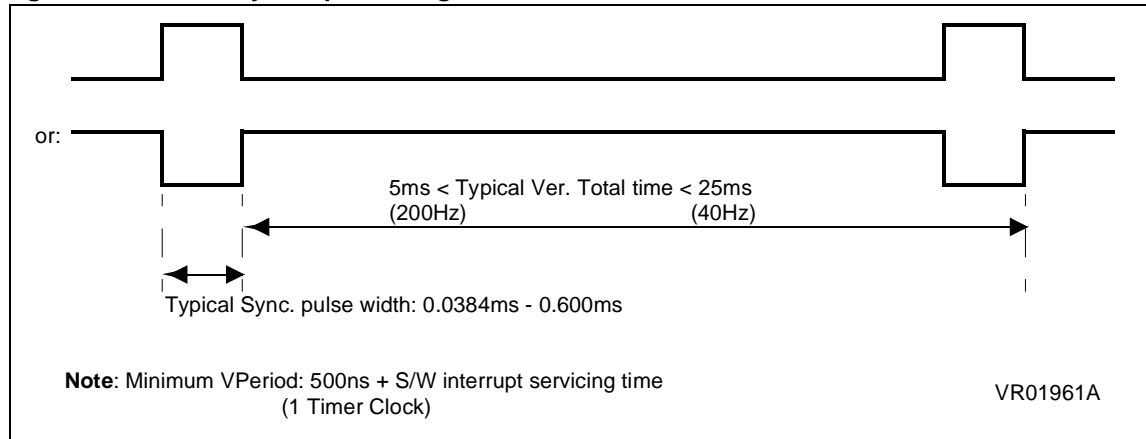 or:
5ms < Typical Ver. Total time < 25ms
(200Hz) (40Hz)
Typical Sync. pulse width: 0.0384ms - 0.600ms
Note: Minimum VPeriod: 500ns + S/W interrupt servicing time
(1 Timer Clock)
VR01961A